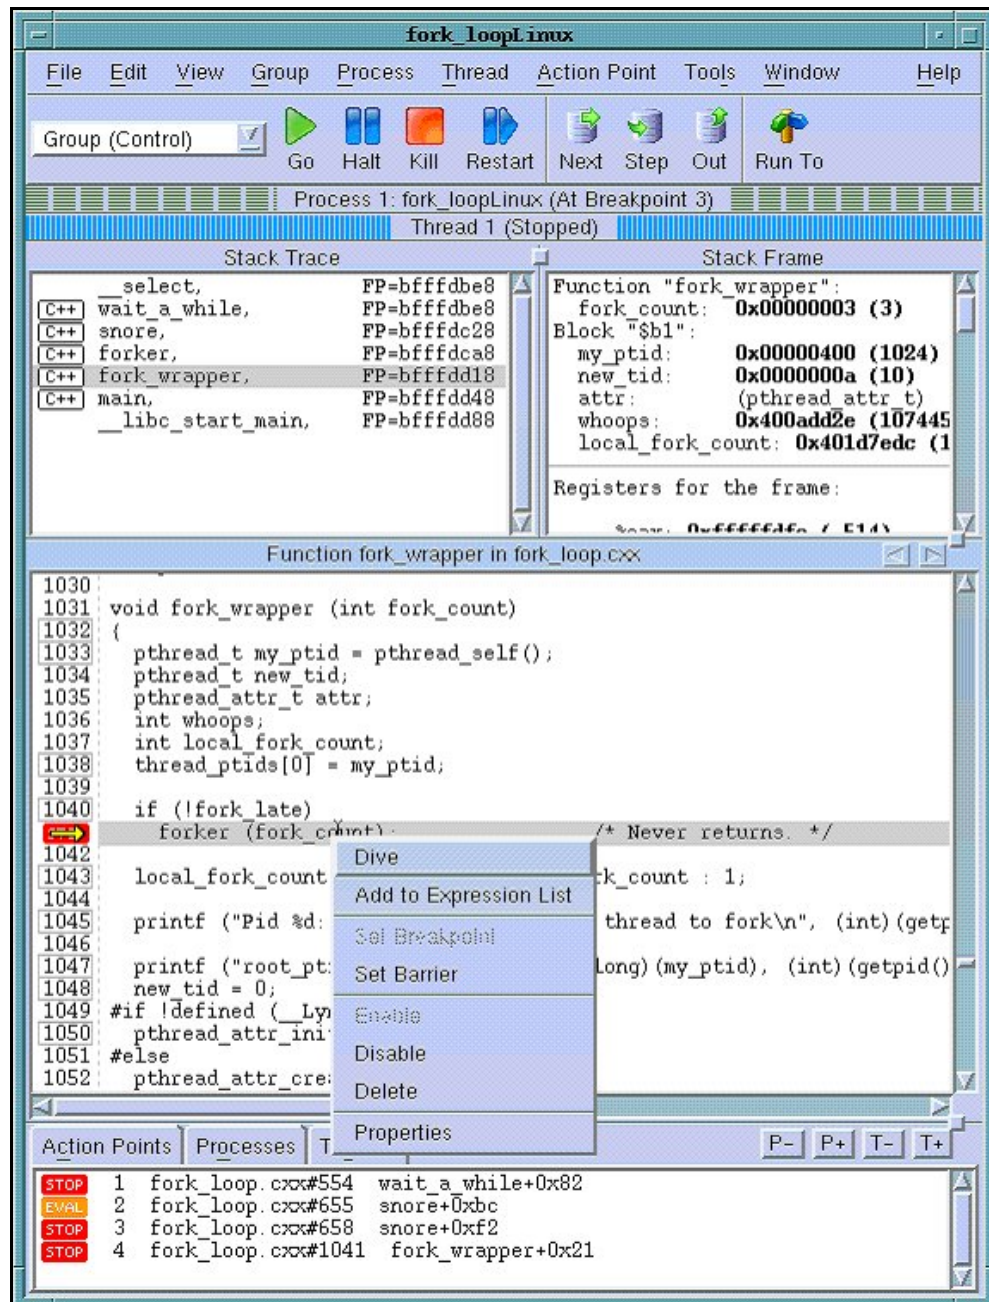 fork_loopLinux
File Edit View Group Process Thread Action Point Tools Window Help
Group (Control) Go Halt Kill Restart Next Step Out Run To
Process 1: fork_loopLinux (At Breakpoint 3)
Thread 1 (Stopped)
Stack Trace
__select, FP=bfffdbe8
C++ wait_a_while, FP=bfffdbe8
C++ snore, FP=bfffdc28
C++ forker, FP=bfffdca8
C++ fork_wrapper, FP=bfffdd18
C++ main, FP=bfffdd48
__libc_start_main, FP=bfffdd88
Stack Frame
Function "fork_wrapper":
fork_count: 0x00000003 (3)
Block "$b1":
my_ptid: 0x00000400 (1024)
new_tid: 0x0000000a (10)
attr: (pthread_attr_t)
whoops: 0x400add2e (107445
local_fork_count: 0x401d7edc (1
Registers for the frame:
Function fork_wrapper in fork_loop.cxx
1030
1031 void fork_wrapper (int fork_count)
1032 {
1033 pthread_t my_ptid = pthread_self();
1034 pthread_t new_tid;
1035 pthread_attr_t attr;
1036 int whoops;
1037 int local_fork_count;
1038 thread_ptids[0] = my_ptid;
1039
1040 if (!fork_late)
forker (fork_count); /* Never returns. */
1042
1043 local_fork_count rk_count : 1;
1044
1045 printf ("Pid %d: thread to fork\n", (int)(getp
1046
1047 printf ("root_pt long)(my_ptid), (int)(getpid()
1048 new_tid = 0;
1049 #if !defined (__Lyn
1050 pthread_attr_ini
1051 #else
1052 pthread_attr_cre
Dive
Add to Expression List
Set Breakpoint
Set Barrier
Enable
Disable
Delete
Properties
Action Points Processes T P- P+ T- T+
STOP 1 fork_loop.cxx#554 wait_a_while+0x82
EVAL 2 fork_loop.cxx#655 snore+0xbc
STOP 3 fork_loop.cxx#658 snore+0xf2
STOP 4 fork_loop.cxx#1041 fork_wrapper+0x21